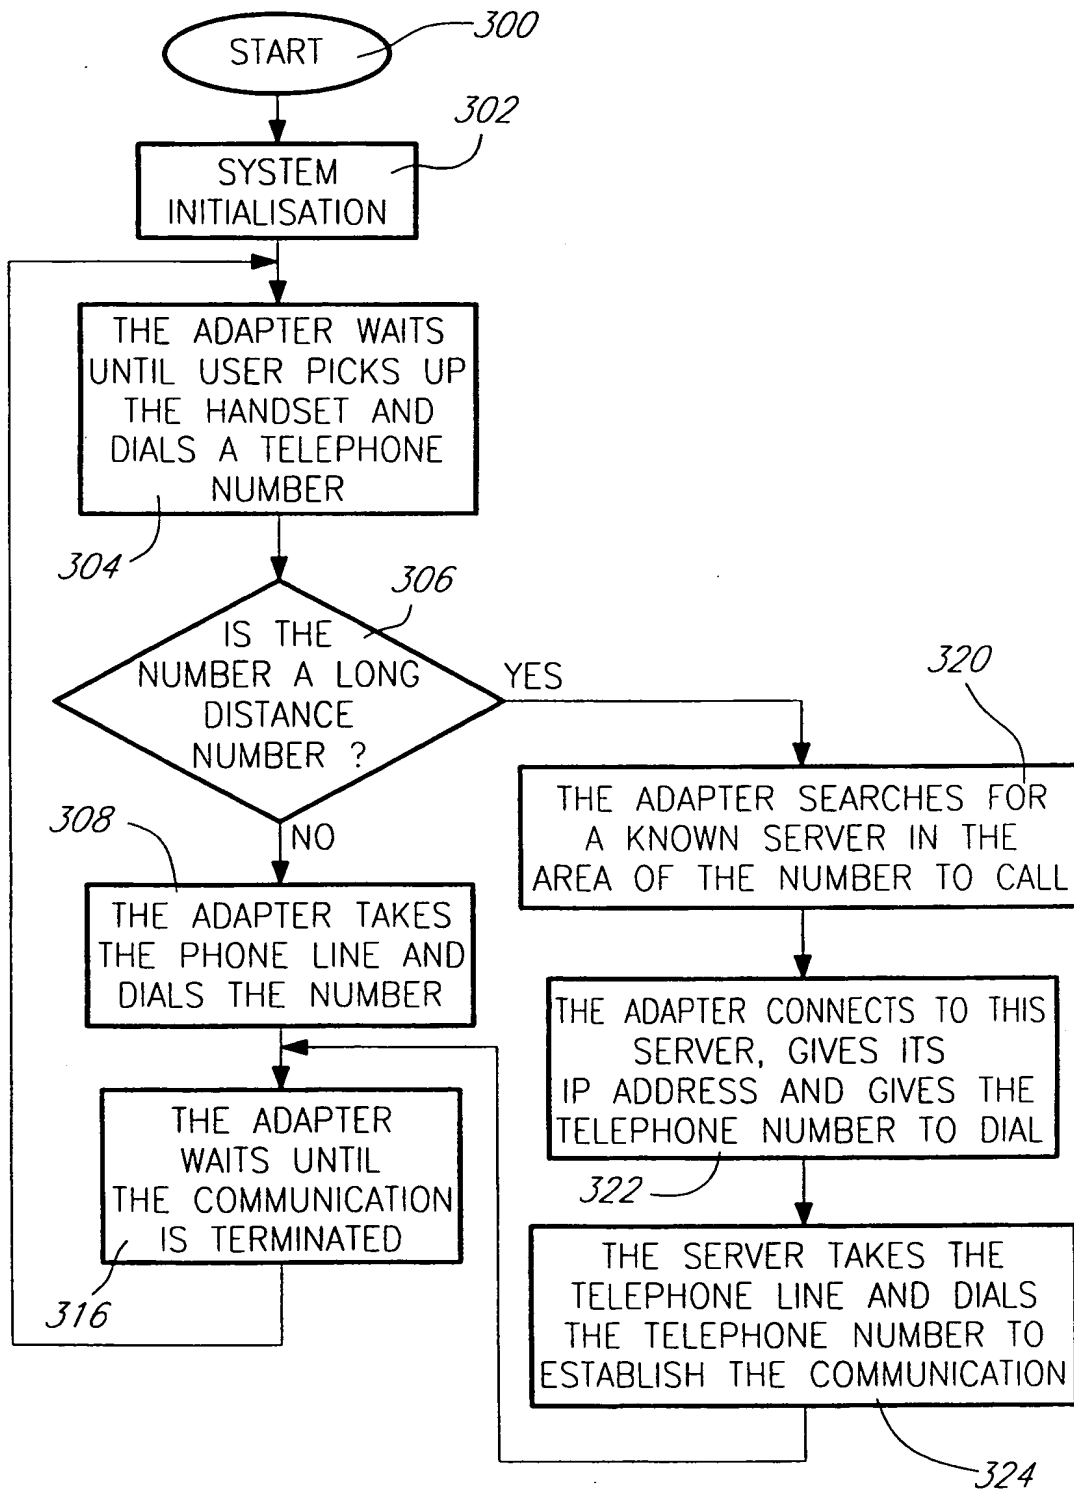 START
300
302
SYSTEM
INITIALISATION
THE ADAPTER WAITS
UNTIL USER PICKS UP
THE HANDSET AND
DIALS A TELEPHONE
NUMBER
304
306
IS THE
NUMBER A LONG
DISTANCE
NUMBER ?
YES
NO
308
THE ADAPTER TAKES
THE PHONE LINE AND
DIALS THE NUMBER
THE ADAPTER
WAITS UNTIL
THE COMMUNICATION
IS TERMINATED
316
320
THE ADAPTER SEARCHES FOR
A KNOWN SERVER IN THE
AREA OF THE NUMBER TO CALL
THE ADAPTER CONNECTS TO THIS
SERVER, GIVES ITS
IP ADDRESS AND GIVES THE
TELEPHONE NUMBER TO DIAL
322
THE SERVER TAKES THE
TELEPHONE LINE AND DIALS
THE TELEPHONE NUMBER TO
ESTABLISH THE COMMUNICATION
324